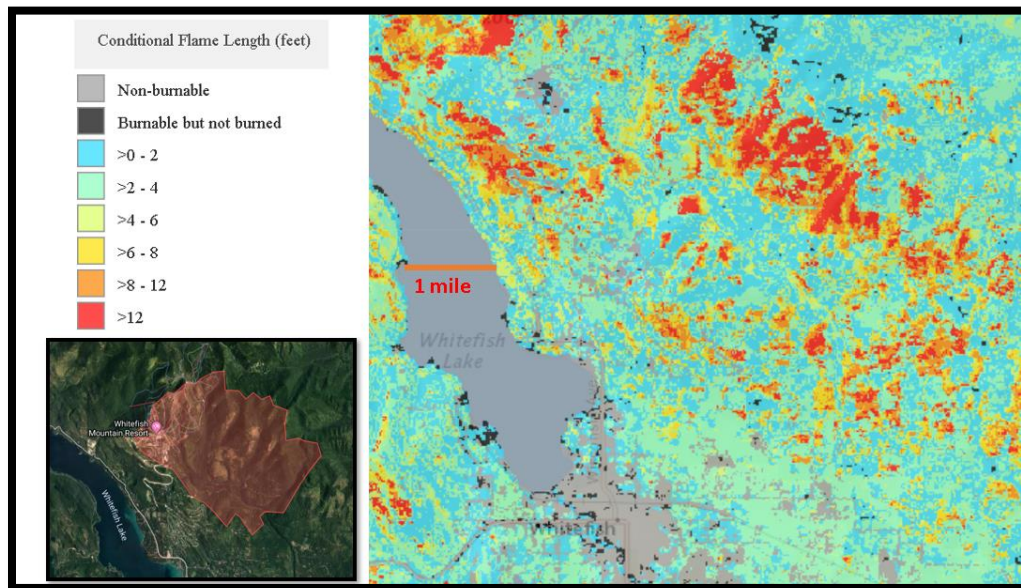 Conditional Flame Length (feet)
Non-burnable
Burnable but not burned
>0 - 2
>2 - 4
>4 - 6
>6 - 8
>8 - 12
>12
Whitefish
Mountain Resort
Whitefish Lake
1 mile
Whitefish
Lake
Whitefish